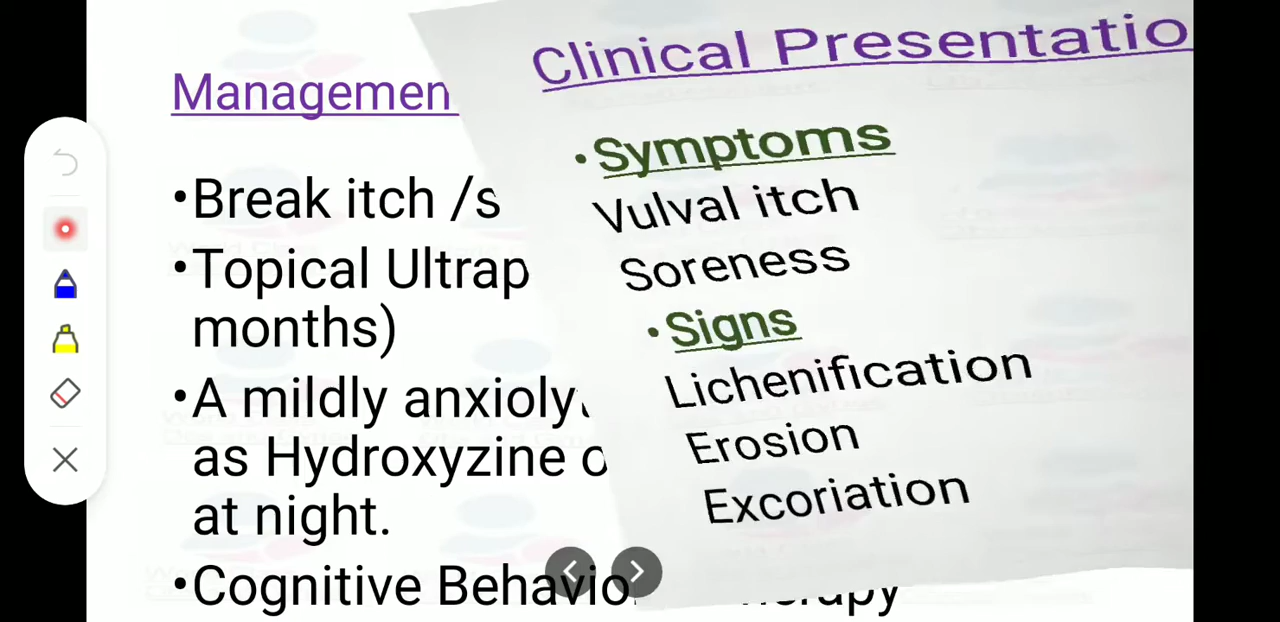 Managemen
•Break itch /s
•Topical Ultrap
months)
•A mildly anxioly
as Hydroxyzine o
at night.
•Cognitive Behavio
Clinical Presentatio
•Symptoms
Vulval itch
Soreness
•Signs
Lichenification
Erosion
Excoriation